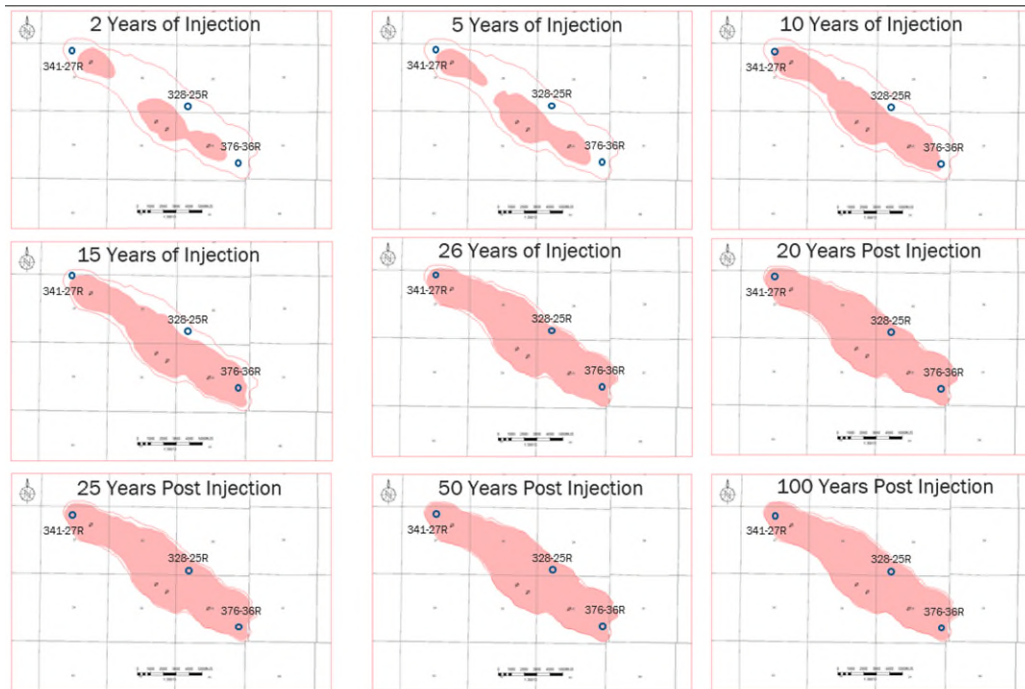 2 Years of Injection
341-27R
328-25R
376-36R
5 Years of Injection
341-27R
328-25R
376-36R
10 Years of Injection
341-27R
328-25R
376-36R
15 Years of Injection
341-27R
328-25R
376-36R
26 Years of Injection
341-27R
328-25R
376-36R
20 Years Post Injection
341-27R
328-25R
376-36R
25 Years Post Injection
341-27R
328-25R
376-36R
50 Years Post Injection
341-27R
328-25R
376-36R
100 Years Post Injection
341-27R
328-25R
376-36R